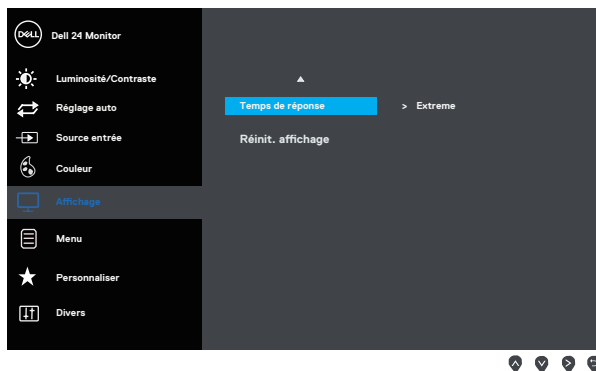 DELL Dell 24 Monitor
Luminosité/Contraste
Réglage auto
Temps de réponse > Extreme
Source entrée
Réinit. affichage
Couleur
Affichage
Menu
Personnaliser
Divers